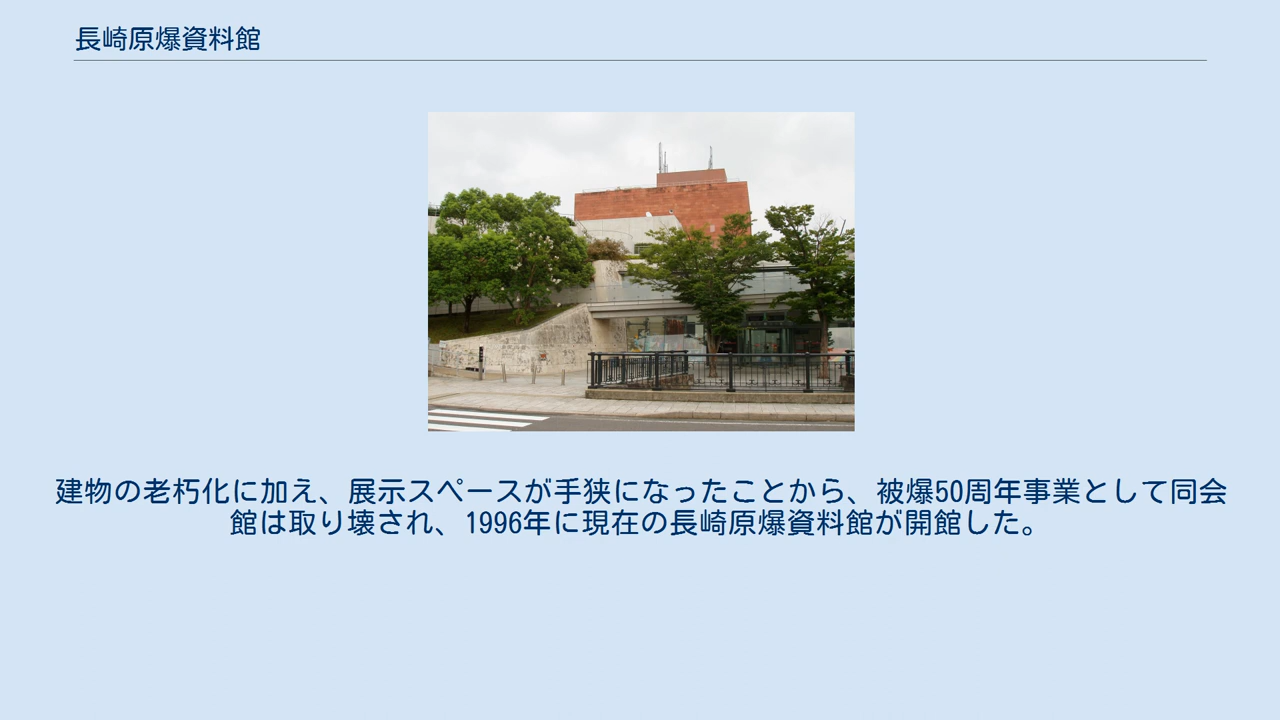 長崎原爆資料館
建物の老朽化に加え、展示スペースが手狭になったことから、被爆50周年事業として同会
館は取り壊され、1996年に現在の長崎原爆資料館が開館した。